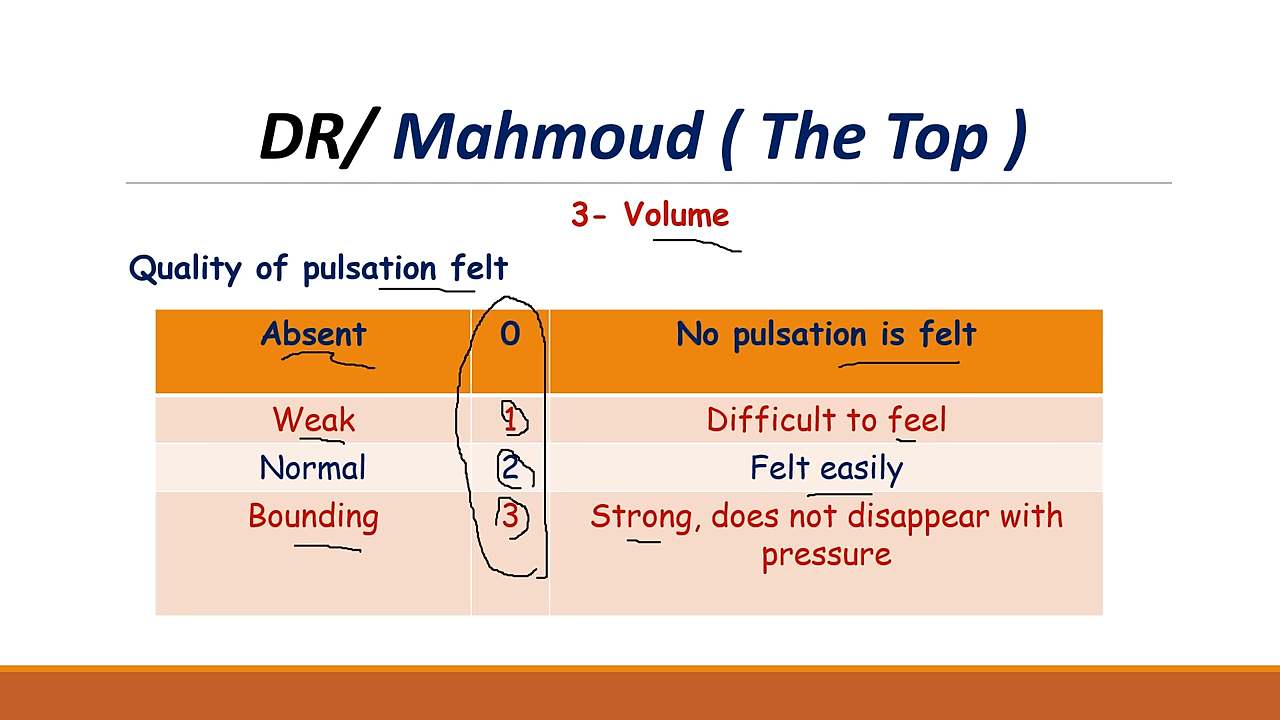 DR/ Mahmoud ( The Top )
3- Volume
Quality of pulsation felt
Absent 0 No pulsation is felt
Weak 1 Difficult to feel
Normal 2 Felt easily
Bounding 3 Strong, does not disappear with
pressure